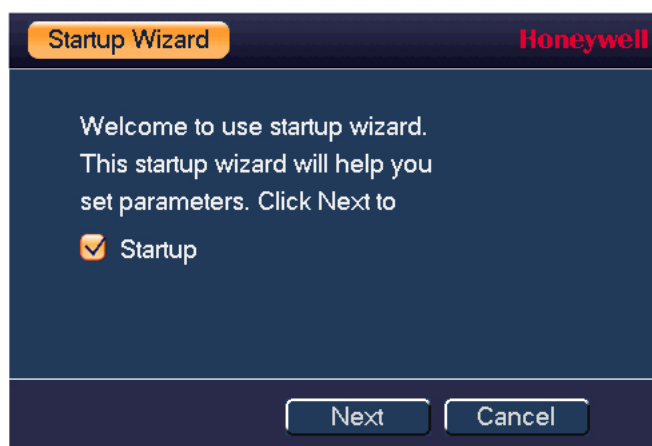 Startup Wizard
Honeywell
Welcome to use startup wizard.
This startup wizard will help you
set parameters. Click Next to
Startup
Next
Cancel